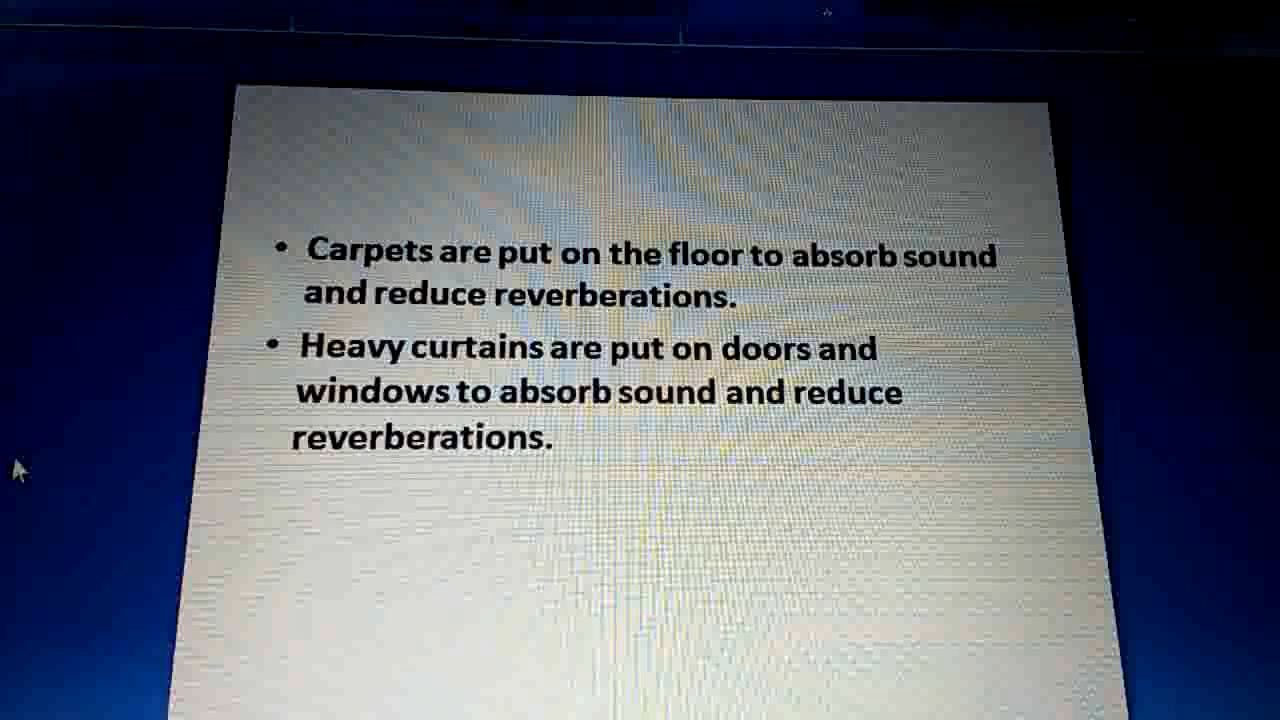 • Carpets are put on the floor to absorb sound
and reduce reverberations.
• Heavy curtains are put on doors and
windows to absorb sound and reduce
reverberations.